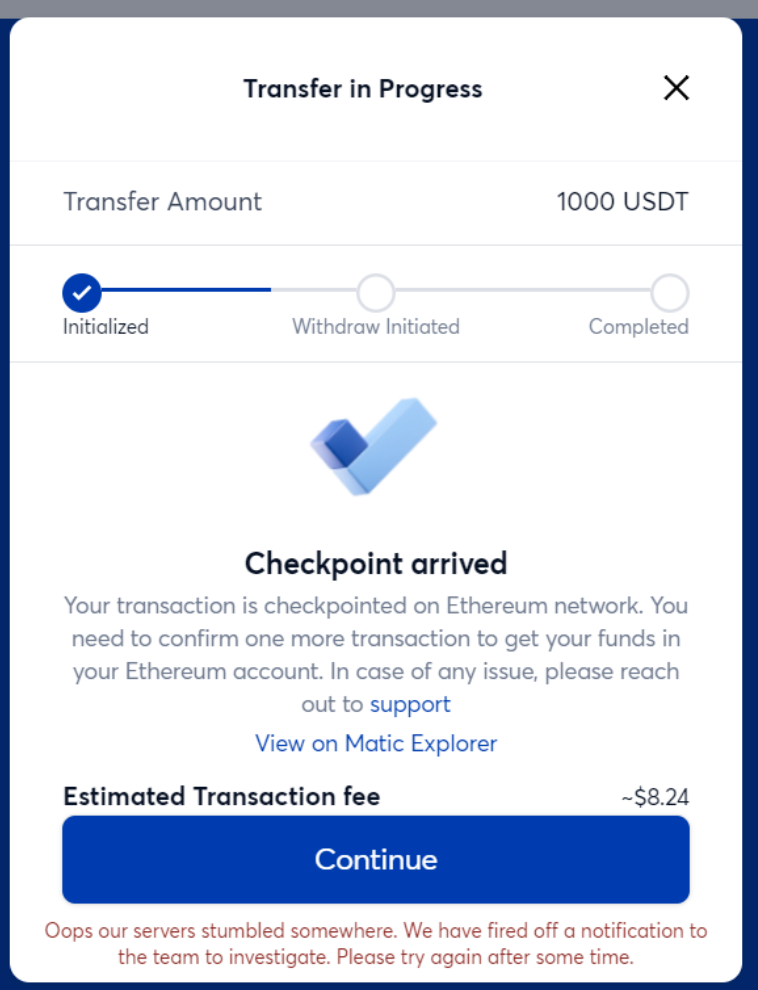 Transfer in Progress
Transfer Amount 1000 USDT
Initialized Withdraw Initiated Completed
Checkpoint arrived
Your transaction is checkpointed on Ethereum network. You
need to confirm one more transaction to get your funds in
your Ethereum account. In case of any issue, please reach
out to support
View on Matic Explorer
Estimated Transaction fee ~$8.24
Continue
Oops our servers stumbled somewhere. We have fired off a notification to
the team to investigate. Please try again after some time.